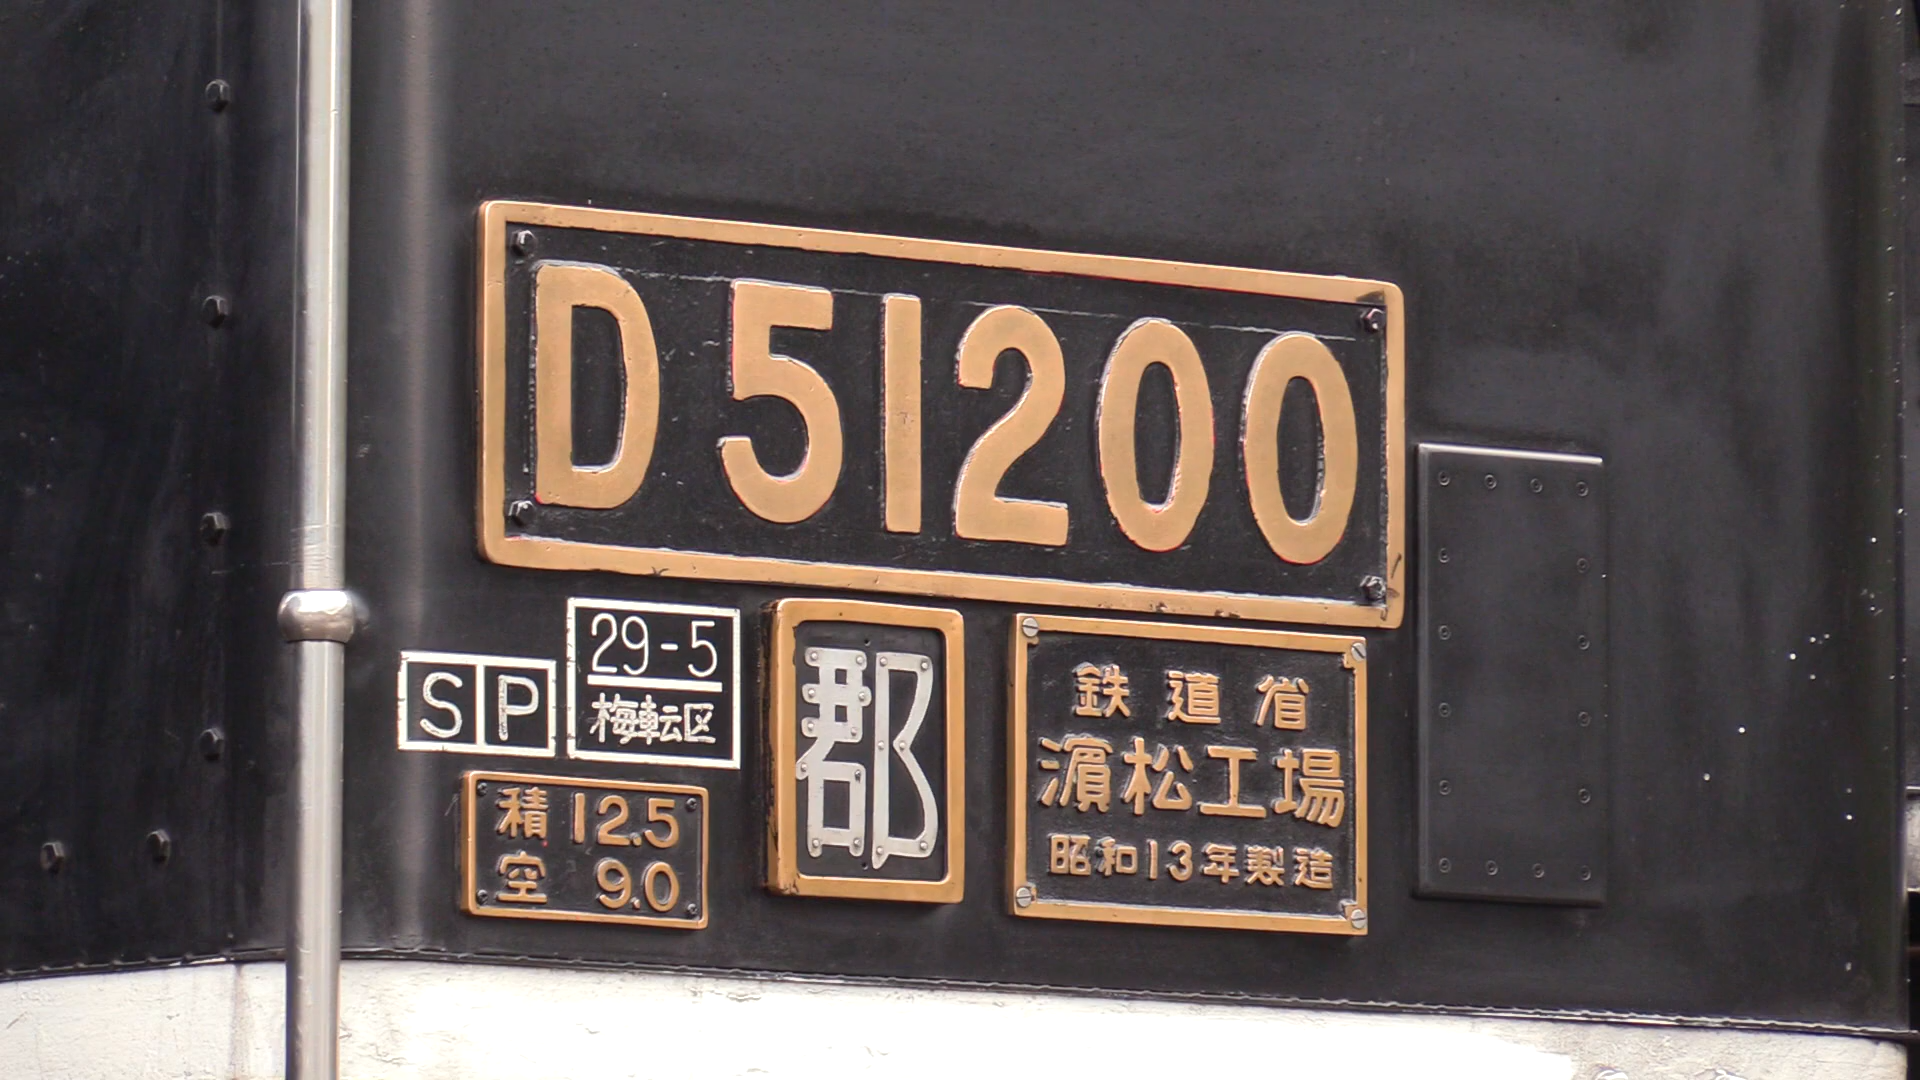 D51200
29-5
梅転区
SP
積 12.5
空 9.0
郡
鉄道省
濱松工場
昭和13年製造